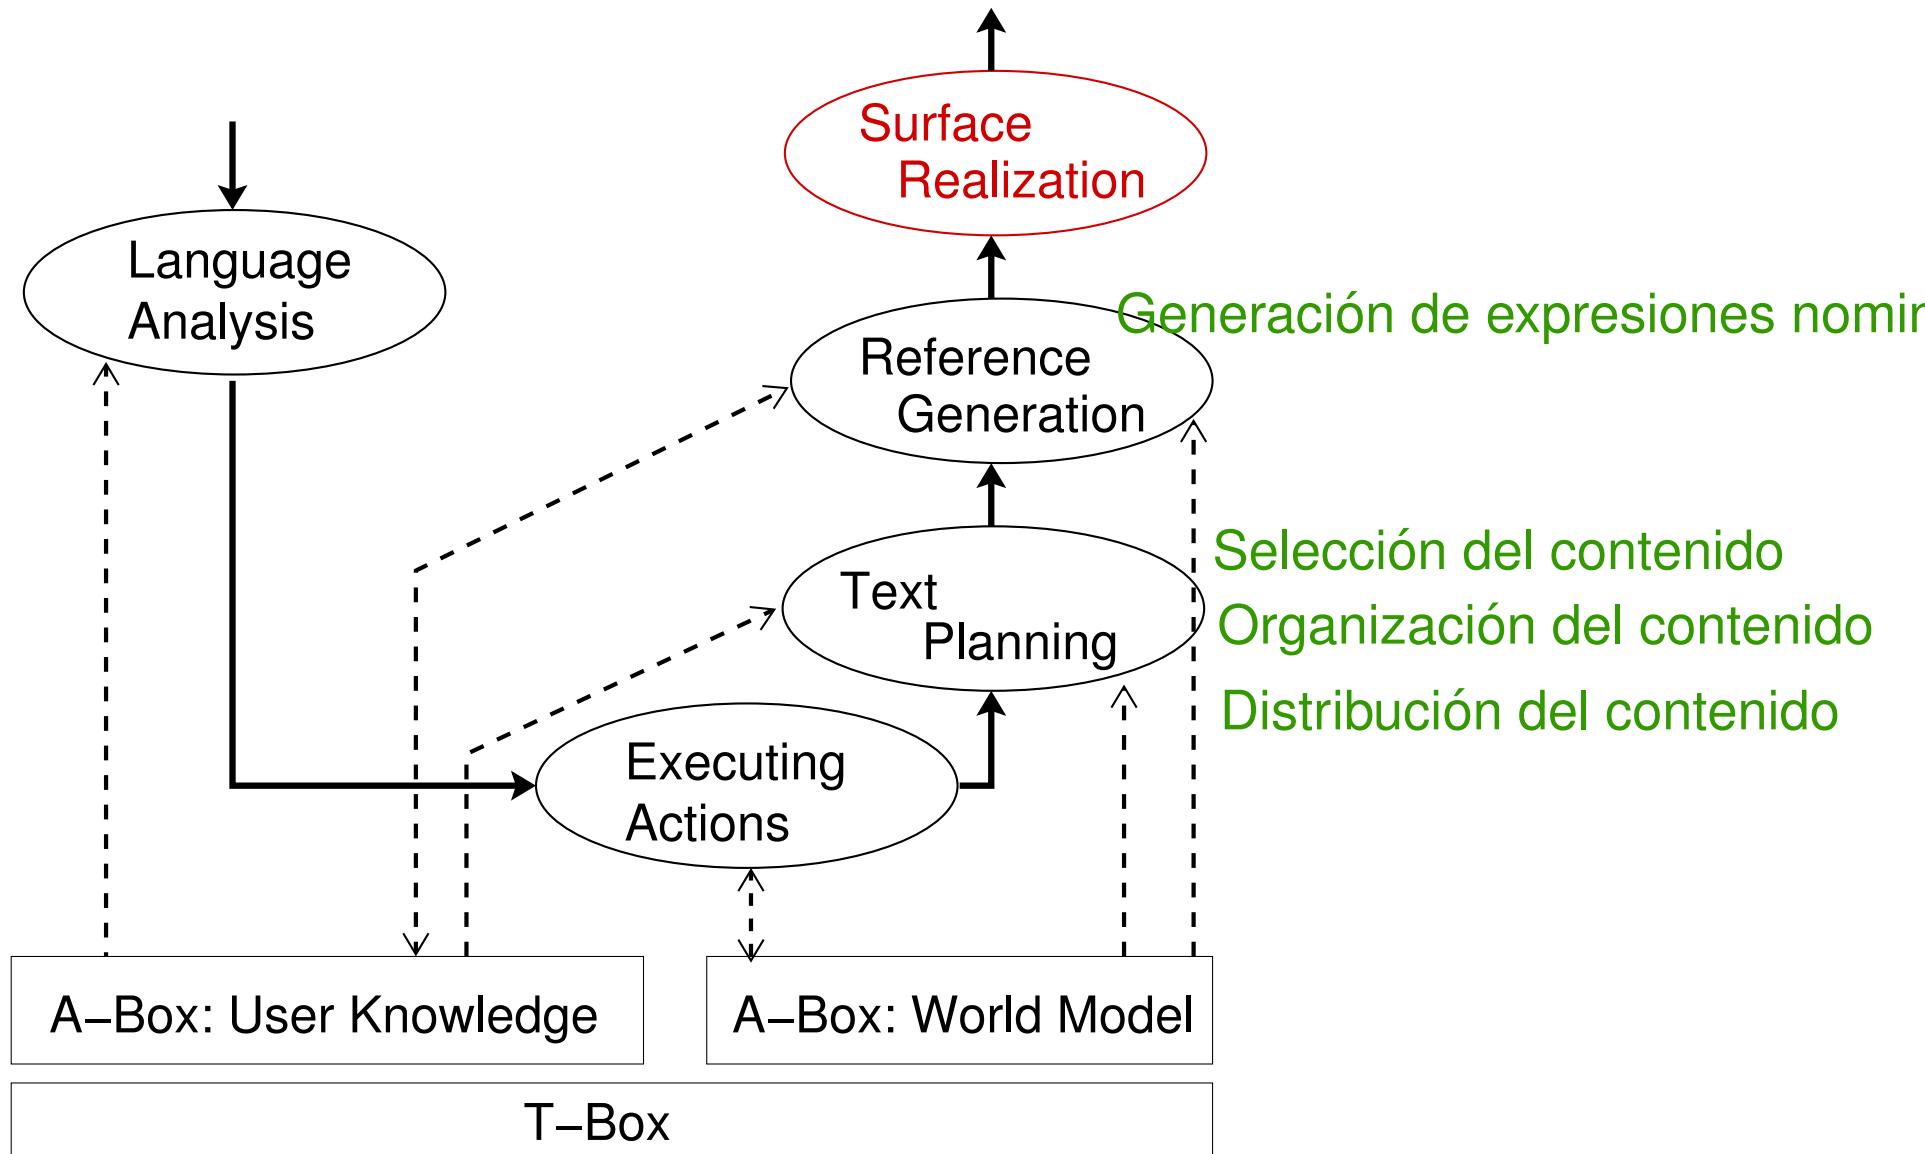 Surface
Realization
Language
Analysis
Generación de expresiones
Reference
Generation
Selección del contenido
Text
Planning
Organización del contenido
Distribución del contenido
Executing
Actions
A–Box: User Knowledge
A–Box: World Model
T–Box